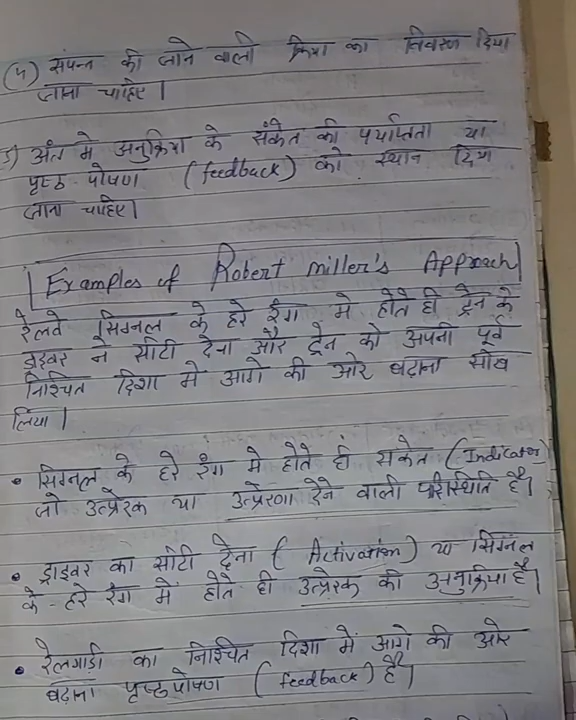 (4) संपन्न की जाने वाली क्रिया का विवरण दिया
जाना चाहिए।
5) अंत मे अनुक्रिया के संकेत की पर्याप्तता या
पृष्ठ पोषण (feedback) को स्थान दिया
जाना चाहिए।
Examples of Robert miller's Approach
रेलवे सिग्नल के हरे रंग मे होते ही ट्रेन के
ड्राइवर ने सीटी देना और ट्रेन को अपनी पूर्व
निश्चित दिशा मे आगे की ओर बढ़ाना सीख
लिया।
• सिग्नल के हरे रंग मे होते ही संकेत (Indicator)
जो उत्प्रेरक या उत्प्रेरणा देने वाली परिस्थिति है।
• ड्राइवर का सीटी देना (Activation) या सिग्नल
के हरे रंग में होते ही उत्प्रेरक की अनुक्रिया है।
• रेलगाड़ी का निश्चित दिशा में आगे की ओर
बढ़ाना पृष्ठपोषण (feedback) है।